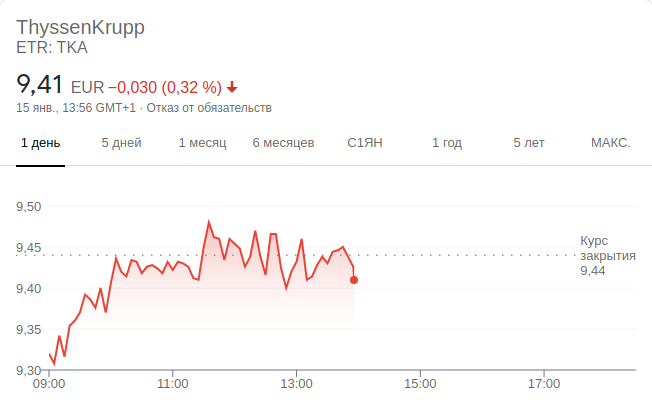 ThyssenKrupp
ETR: TKA
9,41 EUR −0,030 (0,32 %)
15 янв., 13:56 GMT+1 · Отказ от обязательств
1 день 5 дней 1 месяц 6 месяцев С1ЯН 1 год 5 лет МАКС.
9,50
9,45
9,40
9,35
9,30
Курс
закрытия
9,44
09:00 11:00 13:00 15:00 17:00